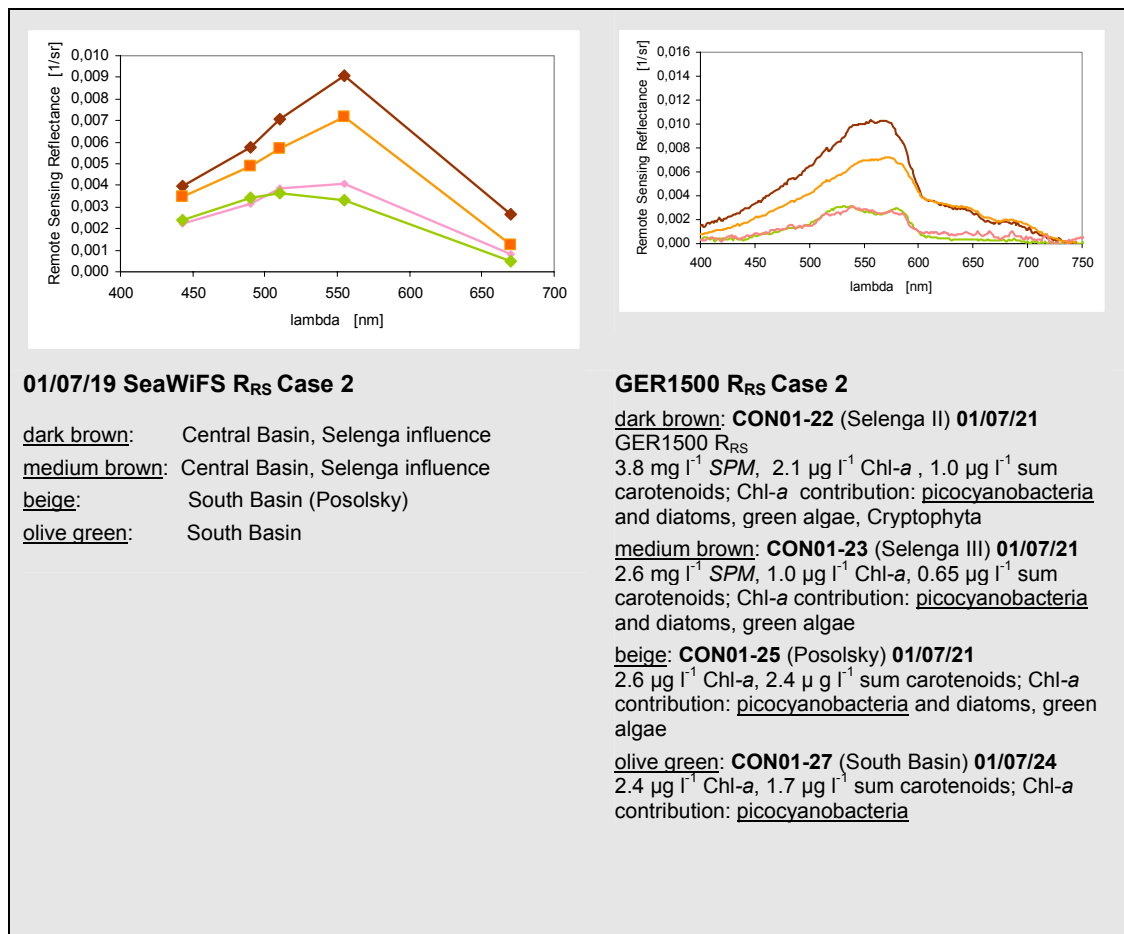 Remote Sensing Reflectance [1/sr]
0,010
0,009
0,008
0,007
0,006
0,005
0,004
0,003
0,002
0,001
0,000
400 450 500 550 600 650 700
lambda [nm]
01/07/19 SeaWiFS RRS Case 2
dark brown: Central Basin, Selenga influence
medium brown: Central Basin, Selenga influence
beige: South Basin (Posolsky)
olive green: South Basin
Remote Sensing Reflectance [1/sr]
0,016
0,014
0,012
0,010
0,008
0,006
0,004
0,002
0,000
400 450 500 550 600 650 700 750
lambda [nm]
GER1500 RRS Case 2
dark brown: CON01-22 (Selenga II) 01/07/21
GER1500 RRS
3.8 mg l-1 SPM, 2.1 µg l-1 Chl-a , 1.0 µg l-1 sum
carotenoids; Chl-a contribution: picocyanobacteria
and diatoms, green algae, Cryptophyta
medium brown: CON01-23 (Selenga III) 01/07/21
2.6 mg l-1 SPM, 1.0 µg l-1 Chl-a, 0.65 µg l-1 sum
carotenoids; Chl-a contribution: picocyanobacteria
and diatoms, green algae
beige: CON01-25 (Posolsky) 01/07/21
2.6 µg l-1 Chl-a, 2.4 µ g l-1 sum carotenoids; Chl-a
contribution: picocyanobacteria and diatoms, green
algae
olive green: CON01-27 (South Basin) 01/07/24
2.4 µg l-1 Chl-a, 1.7 µg l-1 sum carotenoids; Chl-a
contribution: picocyanobacteria